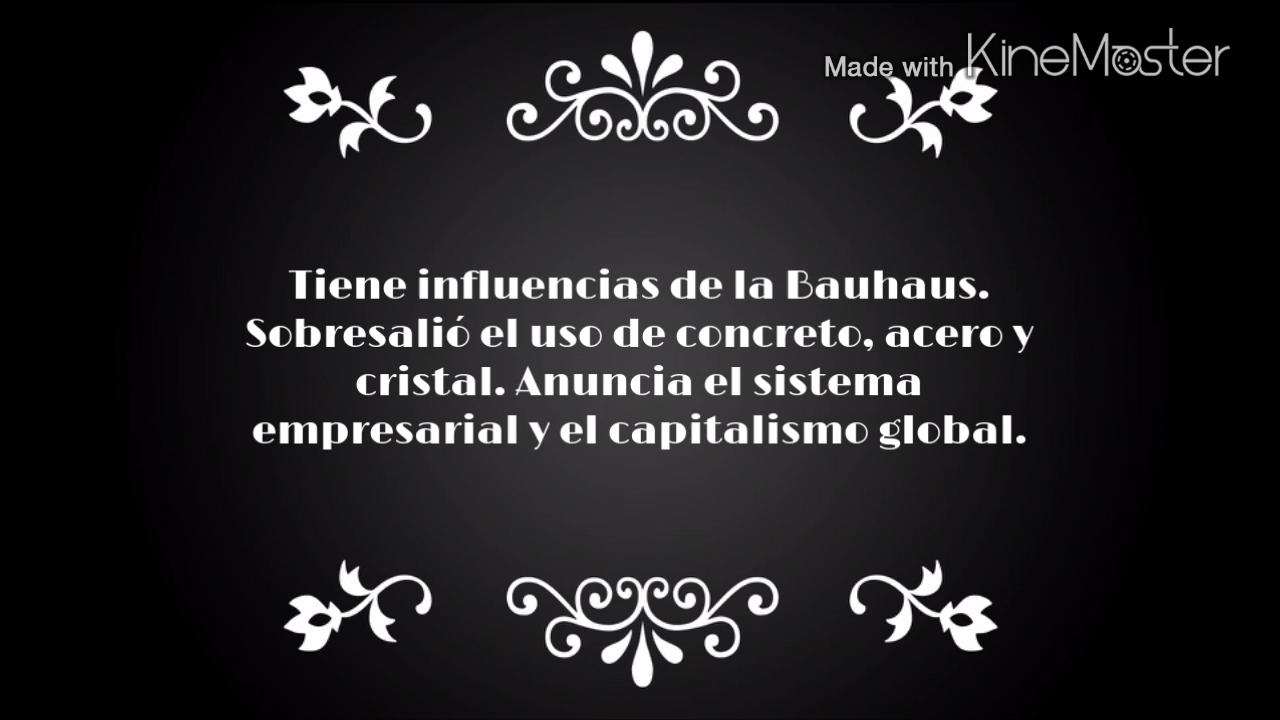 Made with KineMaster
Tiene influencias de la Bauhaus.
Sobresalió el uso de concreto, acero y
cristal. Anuncia el sistema
empresarial y el capitalismo global.